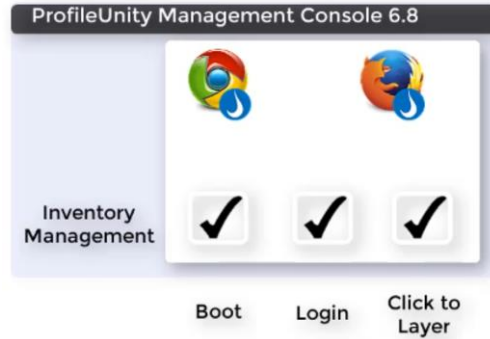 ProfileUnity Management Console 6.8
Inventory
Management
Boot
Login
Click to
Layer